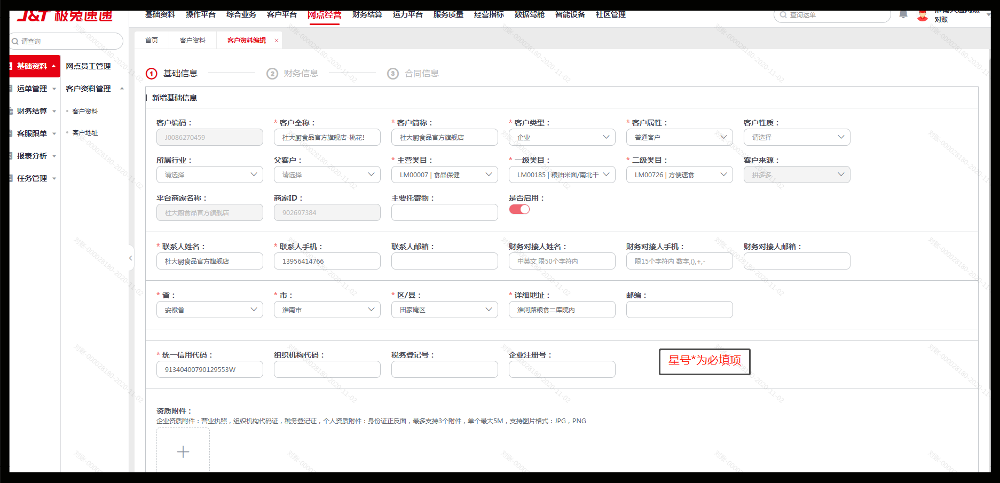 J&T 极兔速递
基础资料 操作平台 综合业务 客户平台 网点经营 财务结算 运力平台 服务质量 经营指标 数据驾舱 智能设备 社区管理
查询运单
对账
请查询
首页 客户资料 客户资料编辑 ×
基础资料
运单管理
财务结算
客服跟单
报表分析
任务管理
网点员工管理
客户资料管理
客户资料
客户地址
1 基础信息 2 财务信息 3 合同信息
新增基础信息
客户编码： * 客户全称： * 客户简称： * 客户类型： * 客户属性： 客户性质：
J0086270459 杜大厨食品官方旗舰店-桃花 杜大厨食品官方旗舰店 企业 普通客户 请选择
所属行业： 父客户： * 主营类目： * 一级类目： * 二级类目： 客户来源：
请选择 请选择 LM00007 | 食品保健 LM00185 | 粮油米面/南北干 LM00726 | 方便速食 拼多多
平台商家名称： 商家ID： 主要托寄物： 是否启用：
杜大厨食品官方旗舰店 902697384
* 联系人姓名： * 联系人手机： 联系人邮箱： 财务对接人姓名： 财务对接人手机： 财务对接人邮箱：
杜大厨食品官方旗舰店 13956414766 中英文 限50个字符内 限15个字符内 数字,(),+,-
* 省： * 市： * 区/县： * 详细地址： 邮编：
安徽省 淮南市 田家庵区 淮河路粮食二库院内
* 统一信用代码： 组织机构代码： 税务登记号： 企业注册号：
91340400790129553W
星号*为必填项
资质附件：
企业资质附件：营业执照，组织机构代码证，税务登记证，个人资质附件：身份证正反面，最多支持3个附件，单个最大5M，支持图片格式：JPG，PNG
对账-000028180-2020-11-02